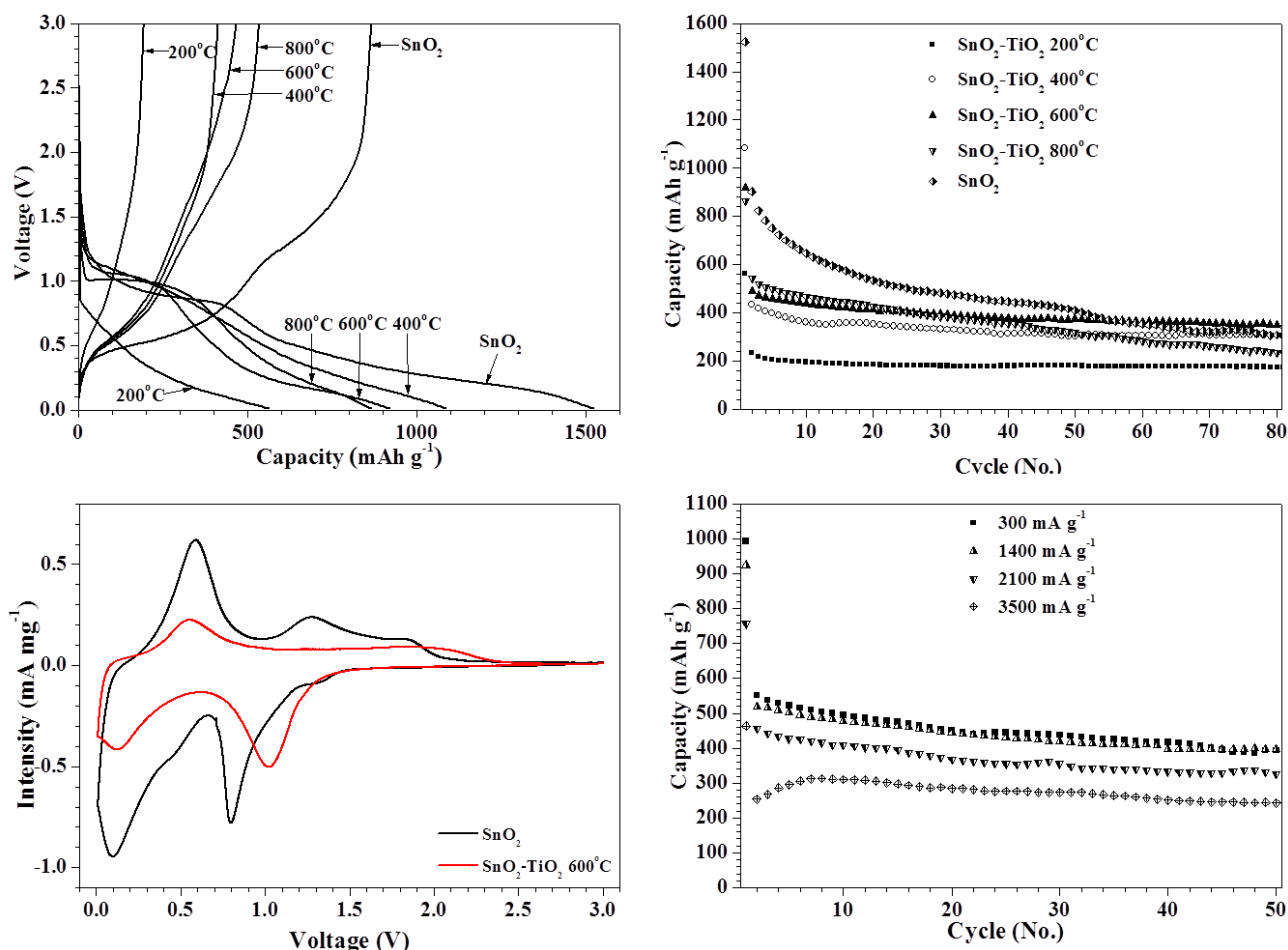 3.0
2.5
2.0
1.5
1.0
0.5
0.0
Voltage (V)
200°C
800°C
600°C
400°C
SnO₂
800°C
600°C
400°C
SnO₂
200°C
0 500 1000 1500
Capacity (mAh g⁻¹)
1600
1400
1200
1000
800
600
400
200
0
Capacity (mAh g⁻¹)
SnO₂-TiO₂ 200°C
SnO₂-TiO₂ 400°C
SnO₂-TiO₂ 600°C
SnO₂-TiO₂ 800°C
SnO₂
10 20 30 40 50 60 70 80
Cycle (No.)
0.5
0.0
-0.5
-1.0
Intensity (mA mg⁻¹)
SnO₂
SnO₂-TiO₂ 600°C
0.0 0.5 1.0 1.5 2.0 2.5 3.0
Voltage (V)
1100
1000
900
800
700
600
500
400
300
200
100
0
Capacity (mAh g⁻¹)
300 mA g⁻¹
1400 mA g⁻¹
2100 mA g⁻¹
3500 mA g⁻¹
10 20 30 40 50
Cycle (No.)